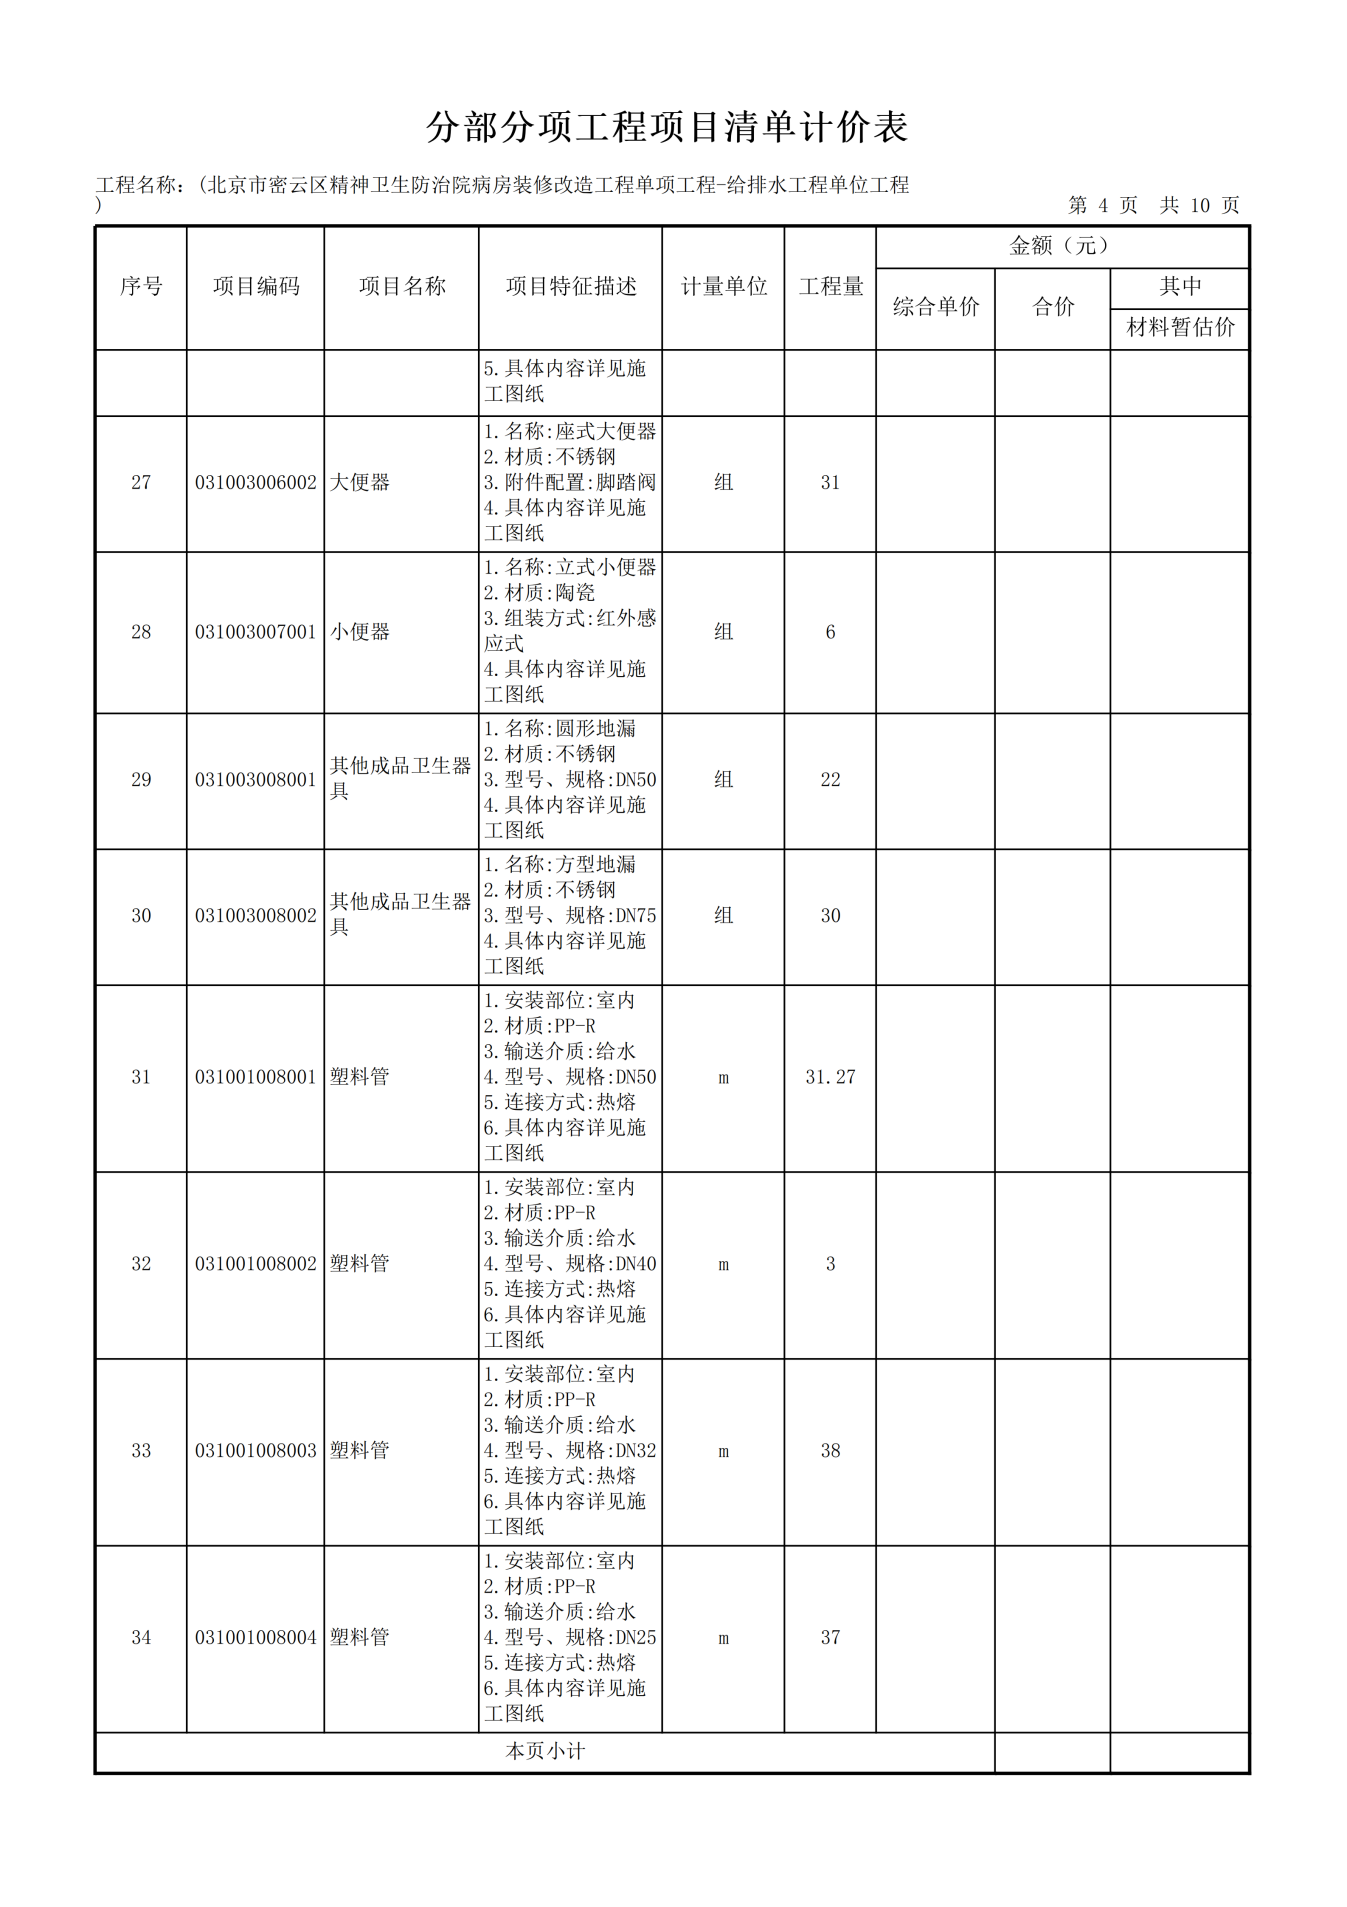 分部分项工程项目清单计价表
工程名称：(北京市密云区精神卫生防治院病房装修改造工程单项工程-给排水工程单位工程
)
第 4 页 共 10 页
序号 项目编码 项目名称 项目特征描述 计量单位 工程量 金额（元）
综合单价 合价 其中
材料暂估价
5.具体内容详见施
工图纸
1.名称:座式大便器
2.材质:不锈钢
27 031003006002 大便器 3.附件配置:脚踏阀 组 31
4.具体内容详见施
工图纸
1.名称:立式小便器
2.材质:陶瓷
3.组装方式:红外感
28 031003007001 小便器 应式 组 6
4.具体内容详见施
工图纸
1.名称:圆形地漏
2.材质:不锈钢
其他成品卫生器
29 031003008001 具 3.型号、规格:DN50 组 22
4.具体内容详见施
工图纸
1.名称:方型地漏
2.材质:不锈钢
其他成品卫生器
30 031003008002 具 3.型号、规格:DN75 组 30
4.具体内容详见施
工图纸
1.安装部位:室内
2.材质:PP-R
3.输送介质:给水
31 031001008001 塑料管 4.型号、规格:DN50 m 31.27
5.连接方式:热熔
6.具体内容详见施
工图纸
1.安装部位:室内
2.材质:PP-R
3.输送介质:给水
32 031001008002 塑料管 4.型号、规格:DN40 m 3
5.连接方式:热熔
6.具体内容详见施
工图纸
1.安装部位:室内
2.材质:PP-R
3.输送介质:给水
33 031001008003 塑料管 4.型号、规格:DN32 m 38
5.连接方式:热熔
6.具体内容详见施
工图纸
1.安装部位:室内
2.材质:PP-R
3.输送介质:给水
34 031001008004 塑料管 4.型号、规格:DN25 m 37
5.连接方式:热熔
6.具体内容详见施
工图纸
本页小计